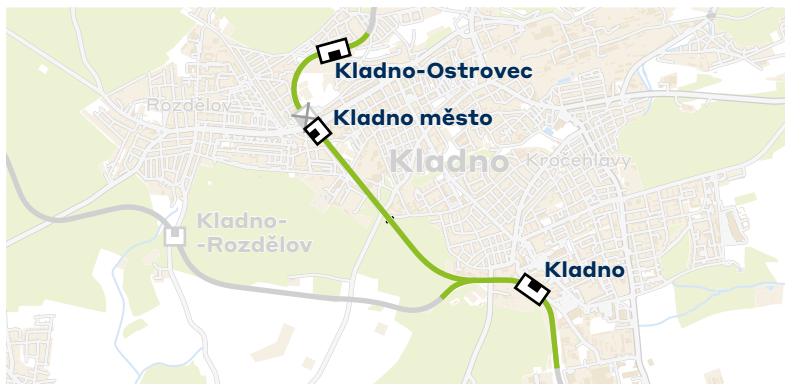 Kladno-Ostrovec
Rozdělov
Kladno město
Kladno
Kročehlavy
Kladno-
-Rozdělov
Kladno